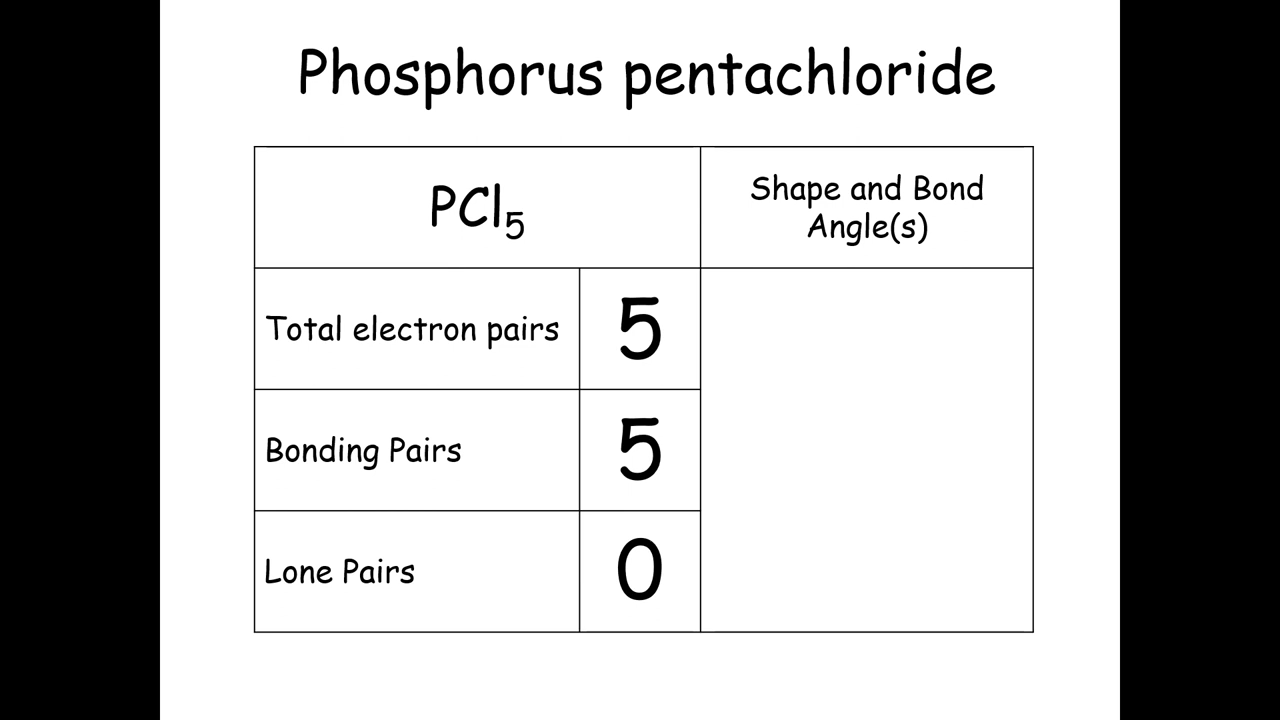 Phosphorus pentachloride
PCl₅
Shape and Bond
Angle(s)
Total electron pairs
5
Bonding Pairs
5
Lone Pairs
0